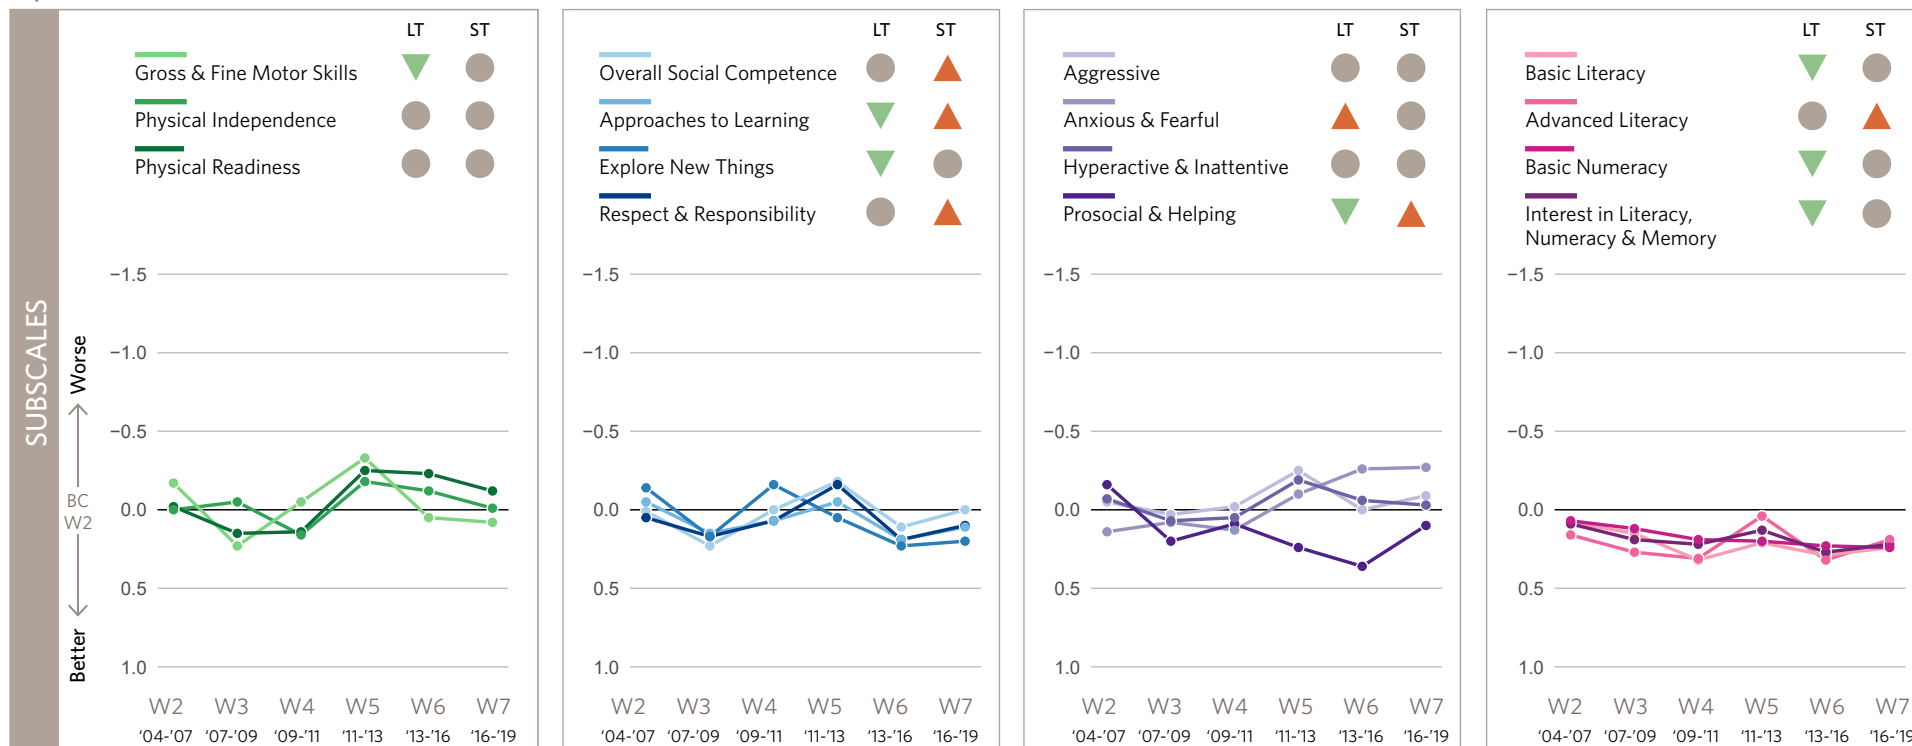 SUBSCALES
Worse
BC
W2
Better
LT ST
Gross & Fine Motor Skills
Physical Independence
Physical Readiness
−1.5
−1.0
−0.5
0.0
0.5
1.0
W2 W3 W4 W5 W6 W7
‘04-’07 ‘07-’09 ‘09-’11 ‘11-’13 ‘13-’16 ‘16-’19
LT ST
Overall Social Competence
Approaches to Learning
Explore New Things
Respect & Responsibility
−1.5
−1.0
−0.5
0.0
0.5
1.0
W2 W3 W4 W5 W6 W7
‘04-’07 ‘07-’09 ‘09-’11 ‘11-’13 ‘13-’16 ‘16-’19
LT ST
Aggressive
Anxious & Fearful
Hyperactive & Inattentive
Prosocial & Helping
−1.5
−1.0
−0.5
0.0
0.5
1.0
W2 W3 W4 W5 W6 W7
‘04-’07 ‘07-’09 ‘09-’11 ‘11-’13 ‘13-’16 ‘16-’19
LT ST
Basic Literacy
Advanced Literacy
Basic Numeracy
Interest in Literacy,
Numeracy & Memory
−1.5
−1.0
−0.5
0.0
0.5
1.0
W2 W3 W4 W5 W6 W7
‘04-’07 ‘07-’09 ‘09-’11 ‘11-’13 ‘13-’16 ‘16-’19